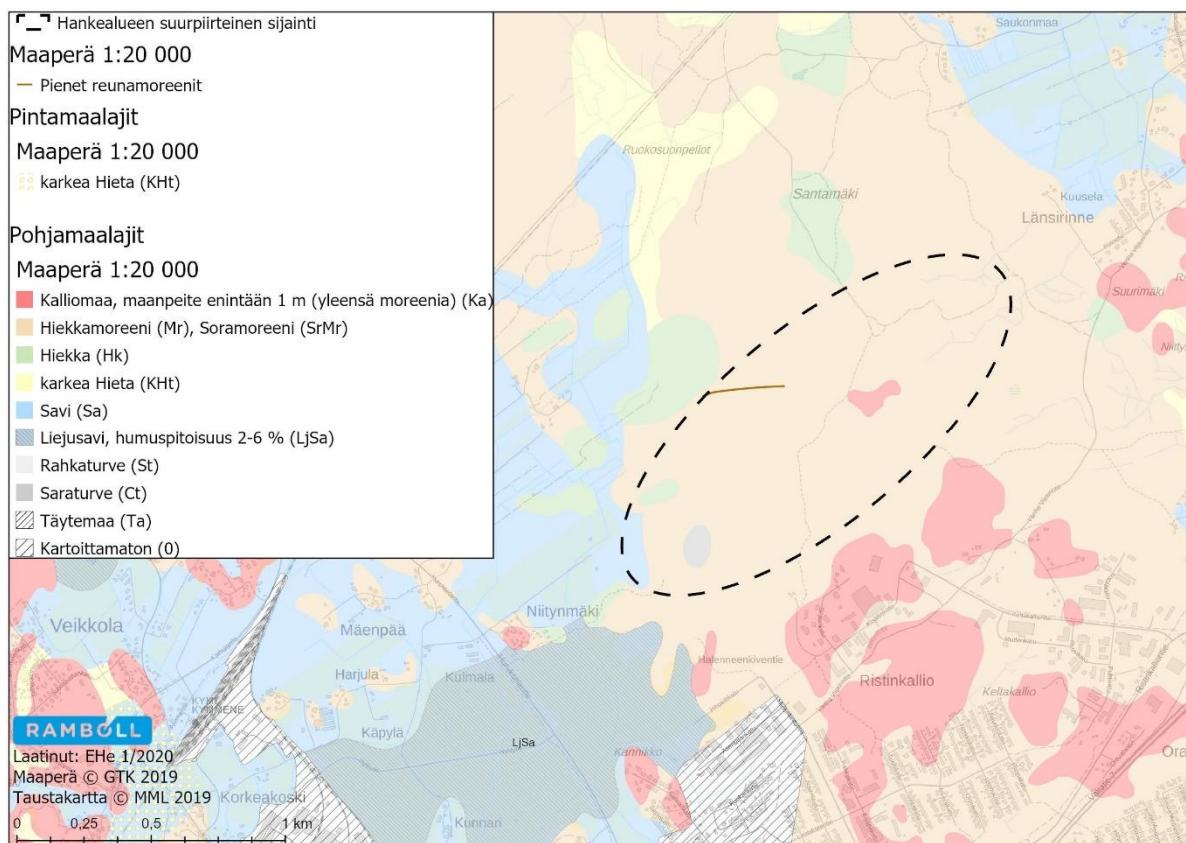 Hankealueen suurpiirteinen sijainti
Maaperä 1:20 000
Pienet reunamoreenit
Pintamaalajit
Maaperä 1:20 000
karkea Hieta (KHt)
Pohjamaalajit
Maaperä 1:20 000
Kalliomaa, maanpeite enintään 1 m (yleensä moreenia) (Ka)
Hiekkamoreeni (Mr), Soramoreeni (SrMr)
Hiekka (Hk)
karkea Hieta (KHt)
Savi (Sa)
Liejusavi, humuspitoisuus 2-6 % (LjSa)
Rahkaturve (St)
Saraturve (Ct)
Täytemaa (Ta)
Kartoittamaton (0)
Saukonmaa
Ruokosuonpellot
Santamäki
Kuusela
Länsirinne
Suurimäki
Veikkola
Mäenpää
Niitynmäki
Harjula
Kulmala
Halenneenkiventie
Ristinkallio
Keltakallio
Käpylä
LjSa
Kannikko
Korkeakoski
Kunnari
RAMBOLL
Laatinut: EHe 1/2020
Maaperä © GTK 2019
Taustakartta © MML 2019
0 0,25 0,5 1 km